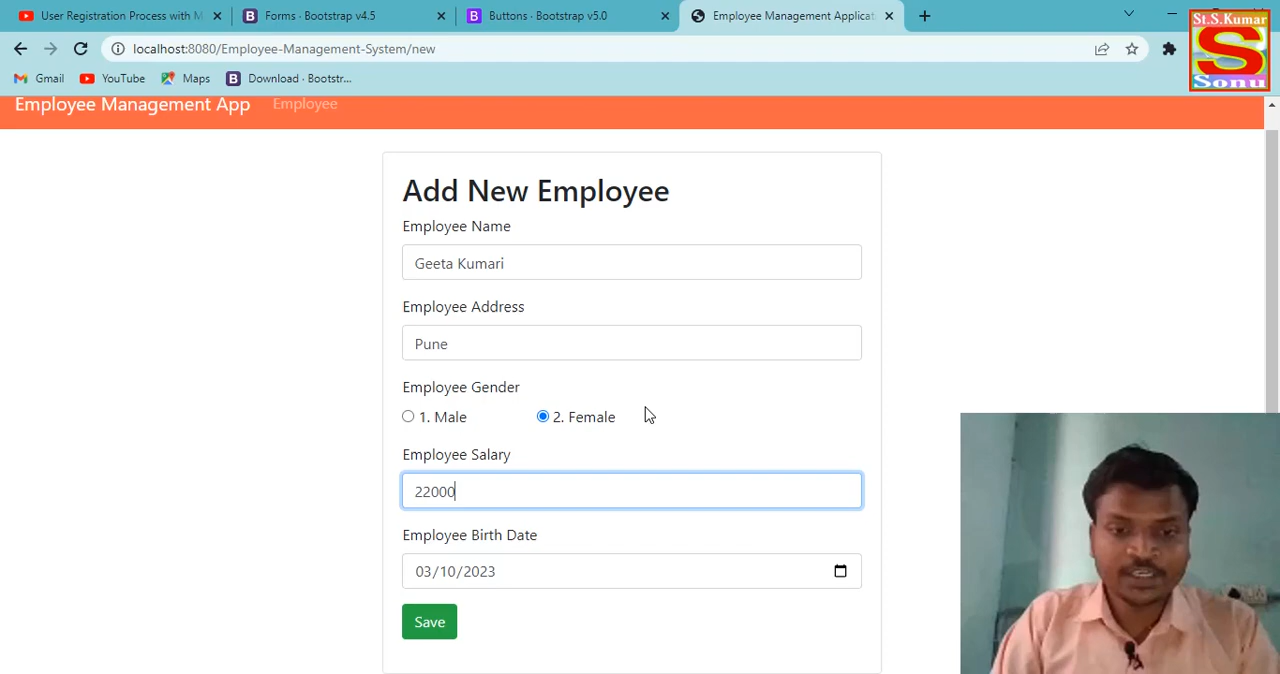 User Registration Process with M
Forms · Bootstrap v4.5
Buttons · Bootstrap v5.0
Employee Management Applicat
localhost:8080/Employee-Management-System/new
Gmail
YouTube
Maps
Download · Bootstr...
St.S.Kumar
S
Sonu
Employee Management App
Employee
Add New Employee
Employee Name
Geeta Kumari
Employee Address
Pune
Employee Gender
1. Male
2. Female
Employee Salary
22000
Employee Birth Date
03/10/2023
Save